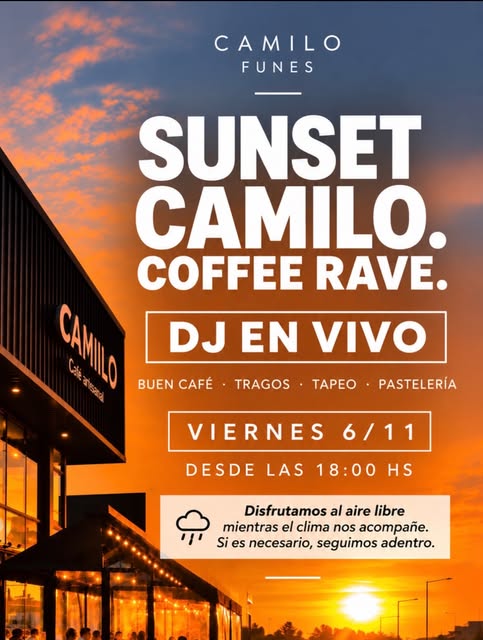 CAMILO
FUNES
SUNSET
CAMILO.
COFFEE RAVE.
DJ EN VIVO
BUEN CAFÉ · TRAGOS · TAPEO · PASTELERÍA
VIERNES 6/11
DESDE LAS 18:00 HS
Disfrutamos al aire libre
mientras el clima nos acompañe.
Si es necesario, seguimos adentro.
CAMIILO
Café artesanal